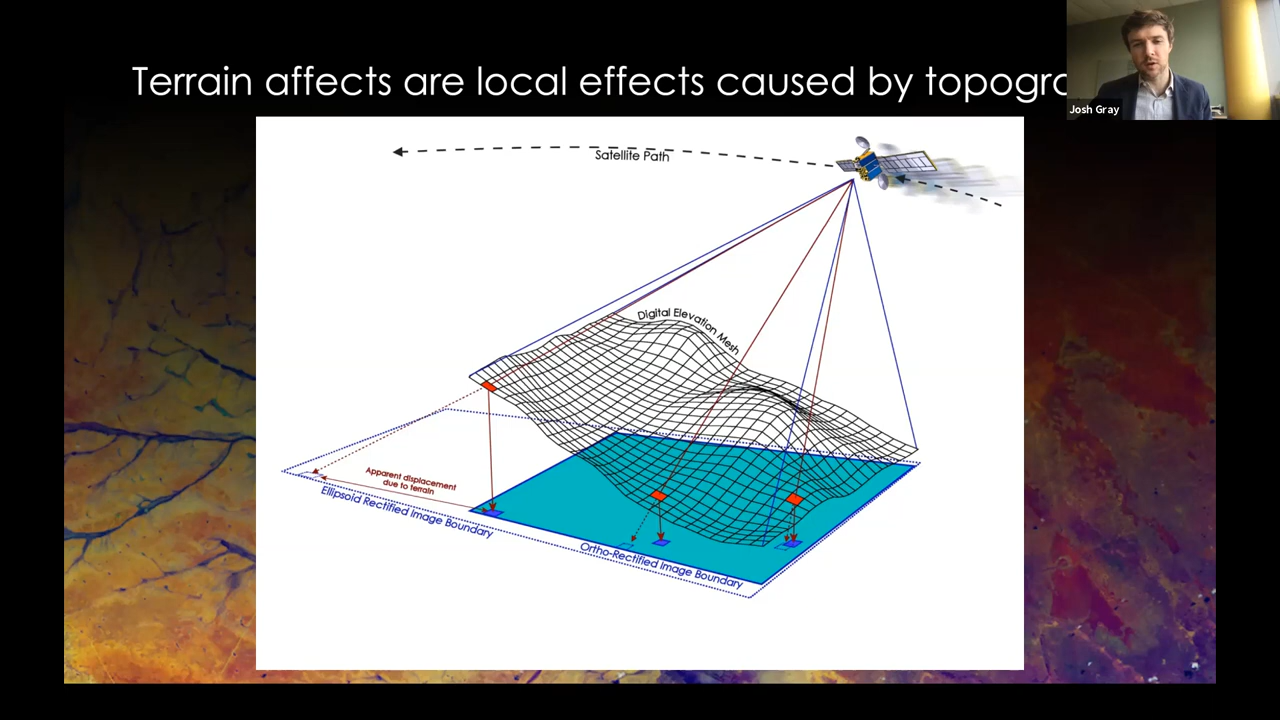 Terrain affects are local effects caused by topogra
Josh Gray
Satellite Path
Digital Elevation Mesh
Apparent displacement
due to terrain
Ellipsoid Rectified Image Boundary
Ortho-Rectified Image Boundary